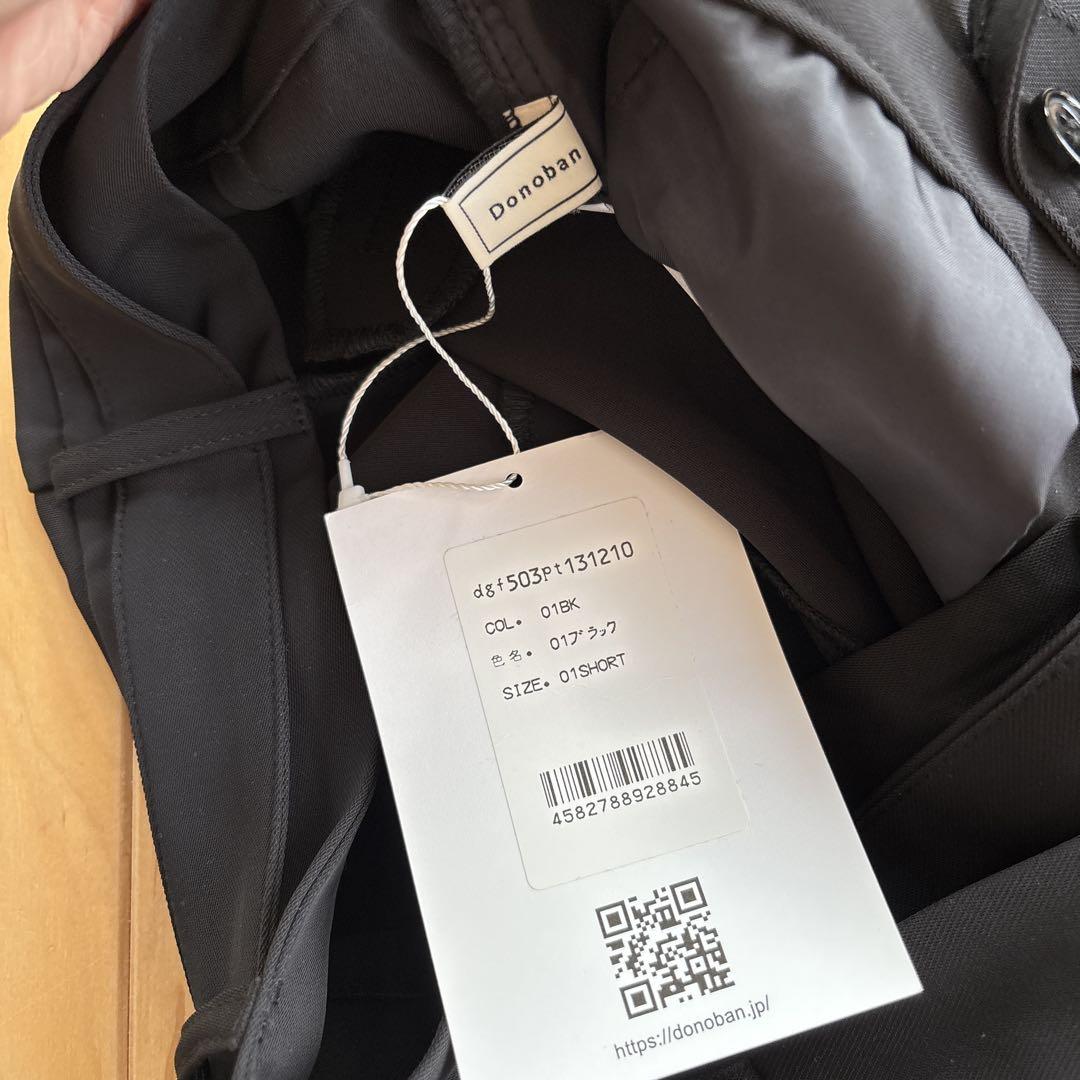 Donoban
dgf503pt131210
COL. 01BK
色名. 01ﾌﾞﾗｯｸ
SIZE. 01SHORT
4582788928845
https://donoban.jp/